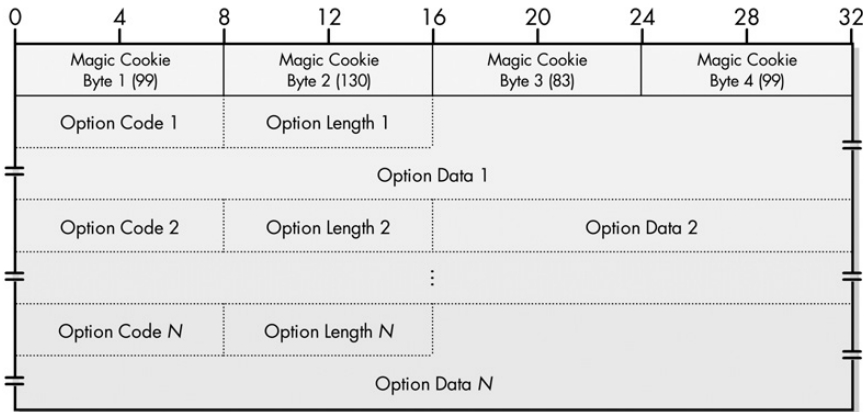 0 4 8 12 16 20 24 28 32
Magic Cookie Magic Cookie Magic Cookie Magic Cookie
Byte 1 (99) Byte 2 (130) Byte 3 (83) Byte 4 (99)
Option Code 1 Option Length 1
Option Data 1
Option Code 2 Option Length 2 Option Data 2
⋮
Option Code N Option Length N
Option Data N